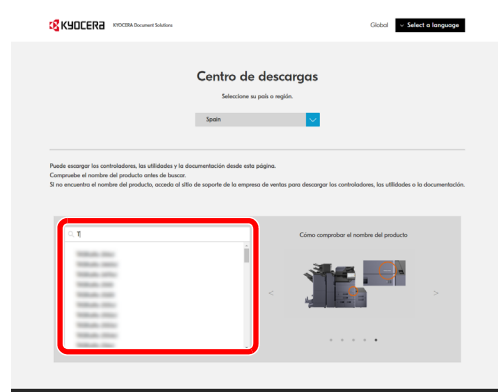 KYOCERA KYOCERA Document Solutions Global Select a language
Centro de descargas
Seleccione su país o región.
Spain
Puede escargar los controladores, las utilidades y la documentación desde esta página.
Compruebe el nombre del producto antes de buscar.
Si no encuentra el nombre del producto, acceda al sitio de soporte de la empresa de ventas para descargar los controladores, las utilidades o la documentación.
T
Cómo comprobar el nombre del producto